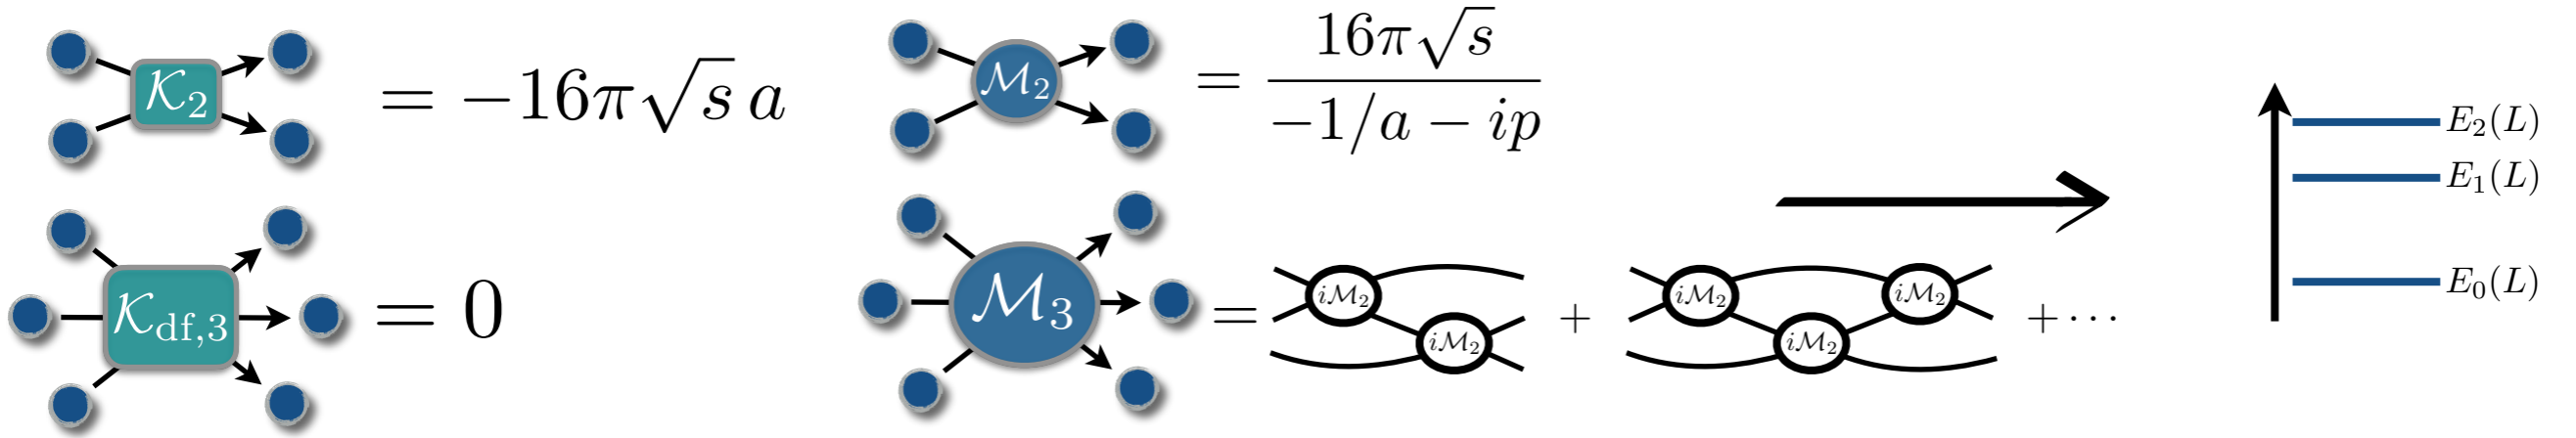 𝒦₂ = −16π√s a
ℳ₂ = 16π√s / (−1/a − ip)
𝒦df,3 = 0
ℳ₃ = iℳ₂ iℳ₂ + iℳ₂ iℳ₂ iℳ₂ + ⋯
E₂(L)
E₁(L)
E₀(L)